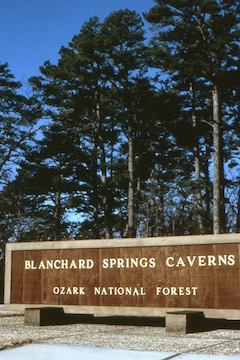 BLANCHARD SPRINGS CAVERNS
OZARK NATIONAL FOREST